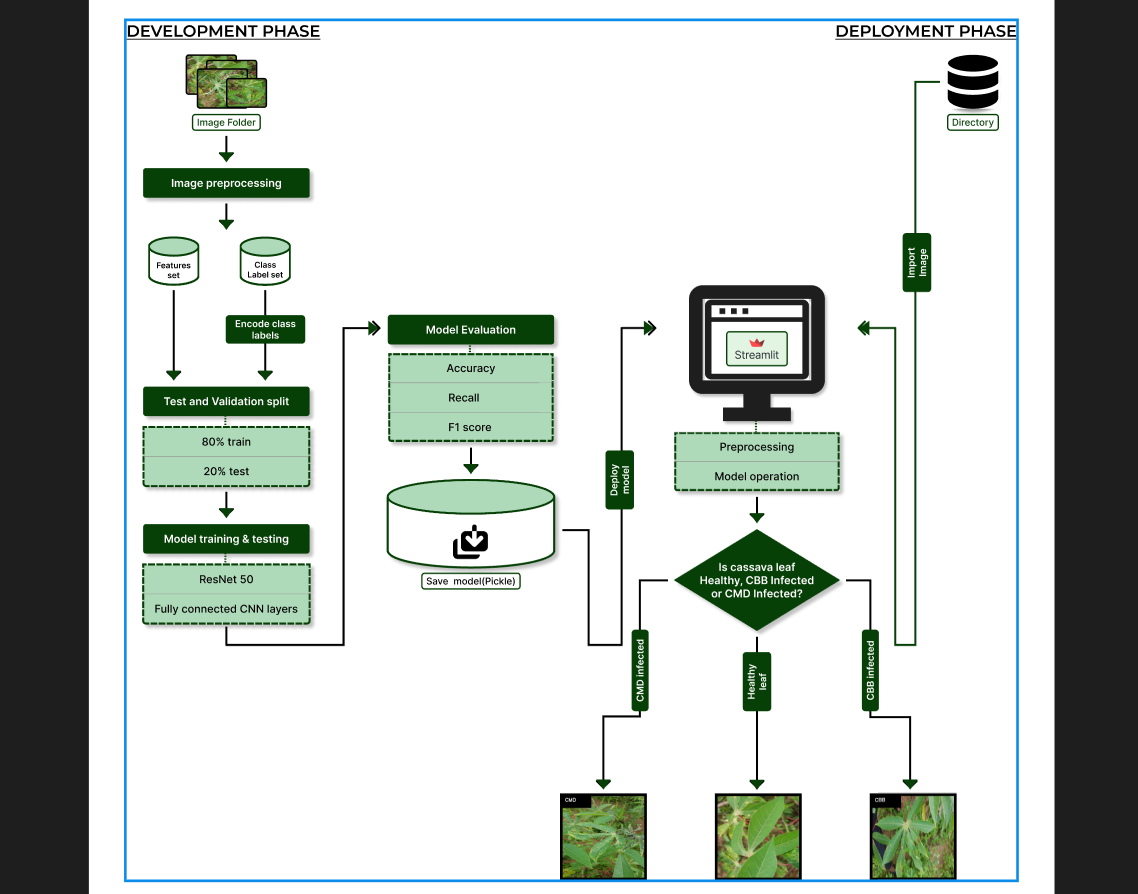 DEVELOPMENT PHASE
DEPLOYMENT PHASE
Image Folder
Directory
Image preprocessing
Features
set
Class
Label set
Encode class
labels
Test and Validation split
80% train
20% test
Model training & testing
ResNet 50
Fully connected CNN layers
Model Evaluation
Accuracy
Recall
F1 score
Save model(Pickle)
Deploy
model
Import
Image
Streamlit
Preprocessing
Model operation
Is cassava leaf
Healthy, CBB Infected
or CMD Infected?
CMD infected
Healthy
leaf
CBB infected
CMD
CBB